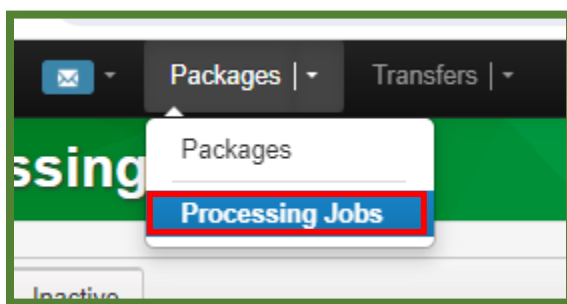 Packages | Transfers |
ssing
Packages
Processing Jobs
Inactive